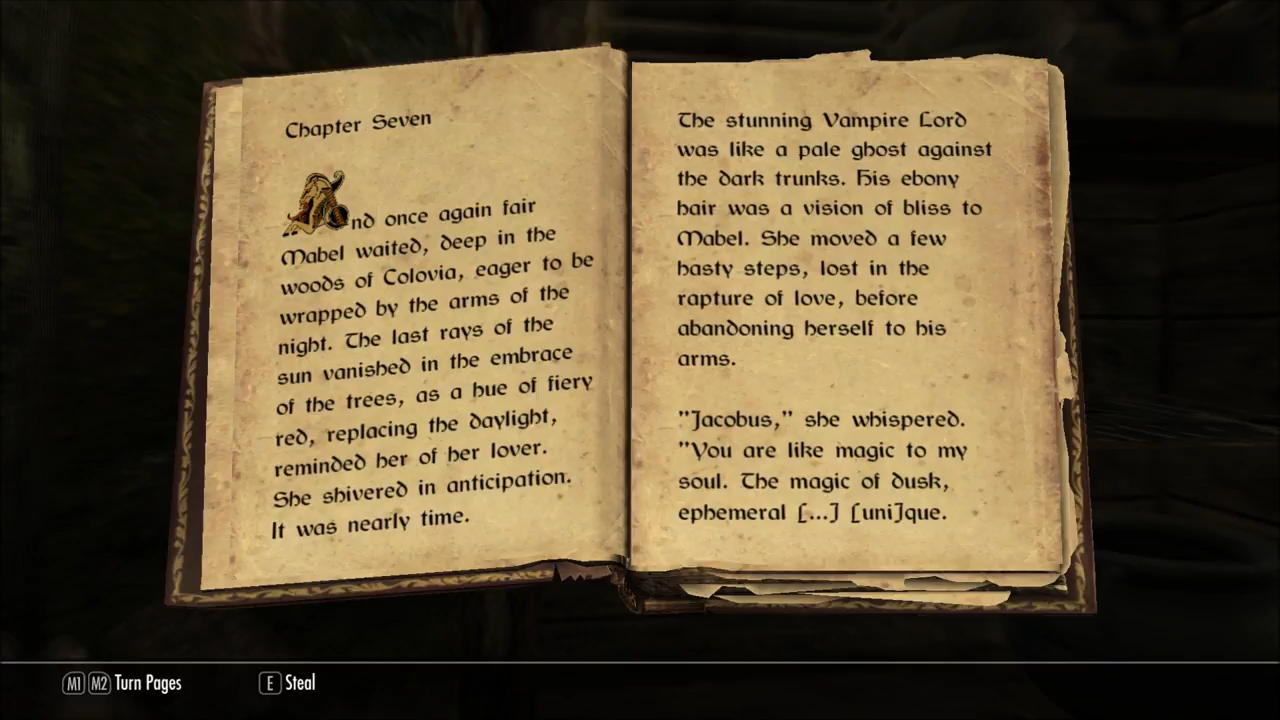 Chapter Seven
And once again fair
Mabel waited, deep in the
woods of Colovia, eager to be
wrapped by the arms of the
night. The last rays of the
sun vanished in the embrace
of the trees, as a hue of fiery
red, replacing the daylight,
reminded her of her lover.
She shivered in anticipation.
It was nearly time.
The stunning Vampire Lord
was like a pale ghost against
the dark trunks. His ebony
hair was a vision of bliss to
Mabel. She moved a few
hasty steps, lost in the
rapture of love, before
abandoning herself to his
arms.
"Jacobus," she whispered.
"You are like magic to my
soul. The magic of dusk,
ephemeral [...] [uni]que.
M1 M2 Turn Pages
E Steal